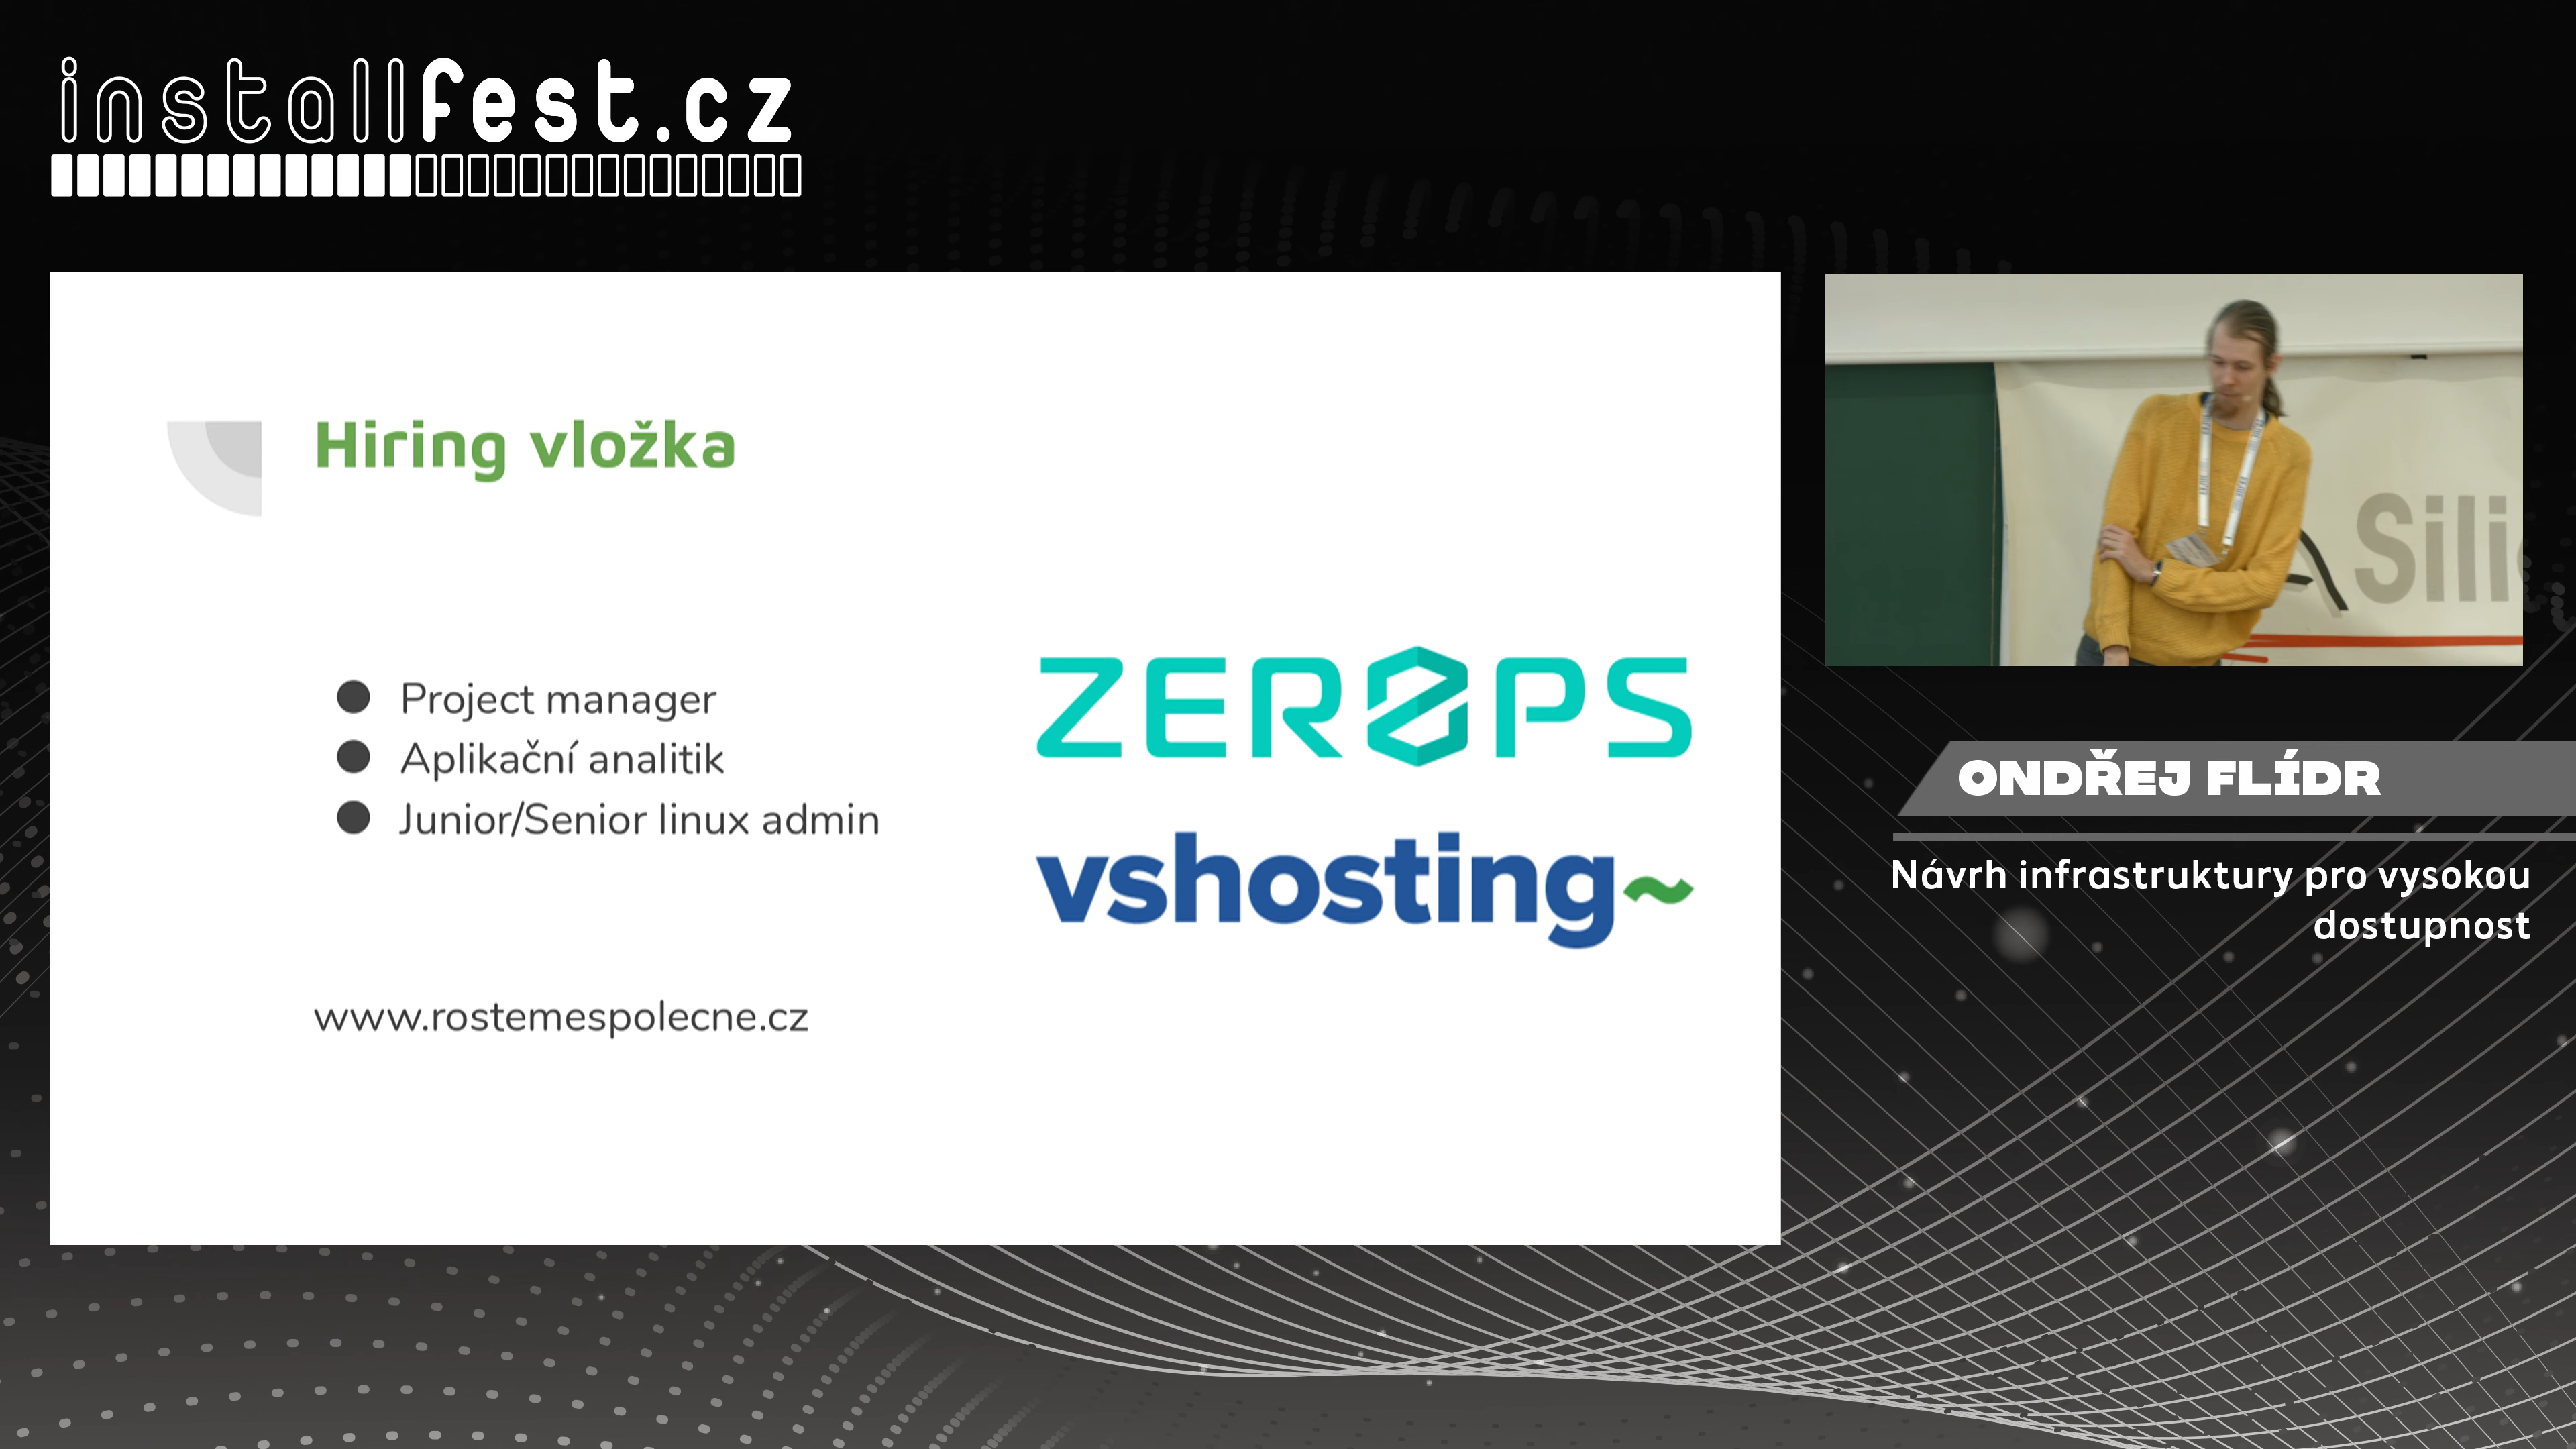 installfest.cz
Hiring vložka
Project manager
Aplikační analitik
Junior/Senior linux admin
www.rostemespolecne.cz
ZEROPS
vshosting~
Sili
ONDŘEJ FLÍDR
Návrh infrastruktury pro vysokou
dostupnost